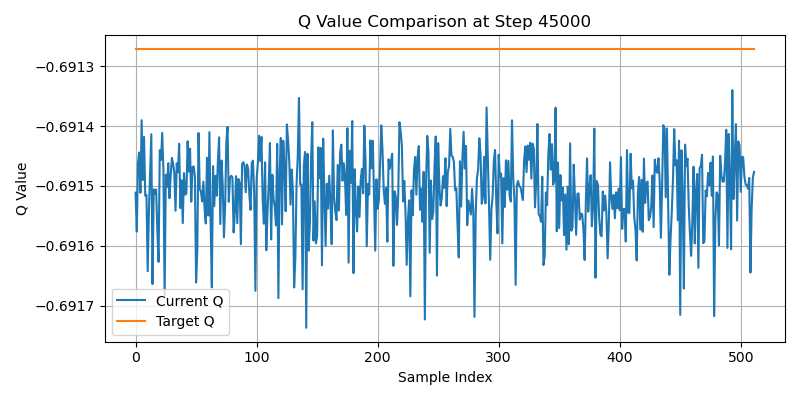 Q Value Comparison at Step 45000
Q Value
−0.6913
−0.6914
−0.6915
−0.6916
−0.6917
Current Q
Target Q
0 100 200 300 400 500
Sample Index